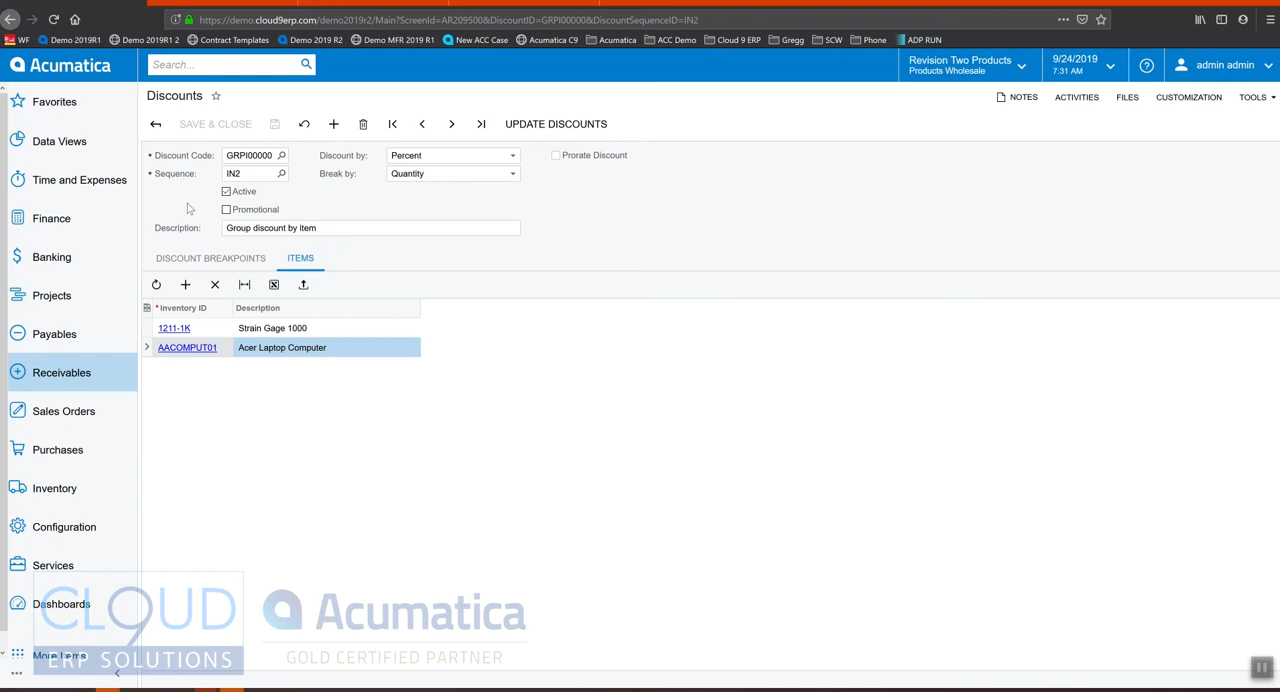 https://demo.cloud9erp.com/demo2019r2/Main?ScreenId=AR209500&DiscountID=GRPI00000&DiscountSequenceID=IN2
WF Demo 2019R1 Demo 2019R1 2 Contract Templates Demo 2019 R2 Demo MFR 2019 R1 New ACC Case Acumatica C9 Acumatica ACC Demo Cloud 9 ERP Gregg SCW Phone ADP RUN
Acumatica
Search...
Revision Two Products
Products Wholesale
9/24/2019
7:31 AM
admin admin
Discounts
NOTES ACTIVITIES FILES CUSTOMIZATION TOOLS
SAVE & CLOSE UPDATE DISCOUNTS
Discount Code: GRPI00000 Discount by: Percent Prorate Discount
Sequence: IN2 Break by: Quantity
Active
Promotional
Description: Group discount by item
DISCOUNT BREAKPOINTS ITEMS
Inventory ID Description
1211-1K Strain Gage 1000
AACOMPUT01 Acer Laptop Computer
Favorites
Data Views
Time and Expenses
Finance
Banking
Projects
Payables
Receivables
Sales Orders
Purchases
Inventory
Configuration
Services
Dashboards
More Items
CLOUD 9
ERP SOLUTIONS
Acumatica
GOLD CERTIFIED PARTNER